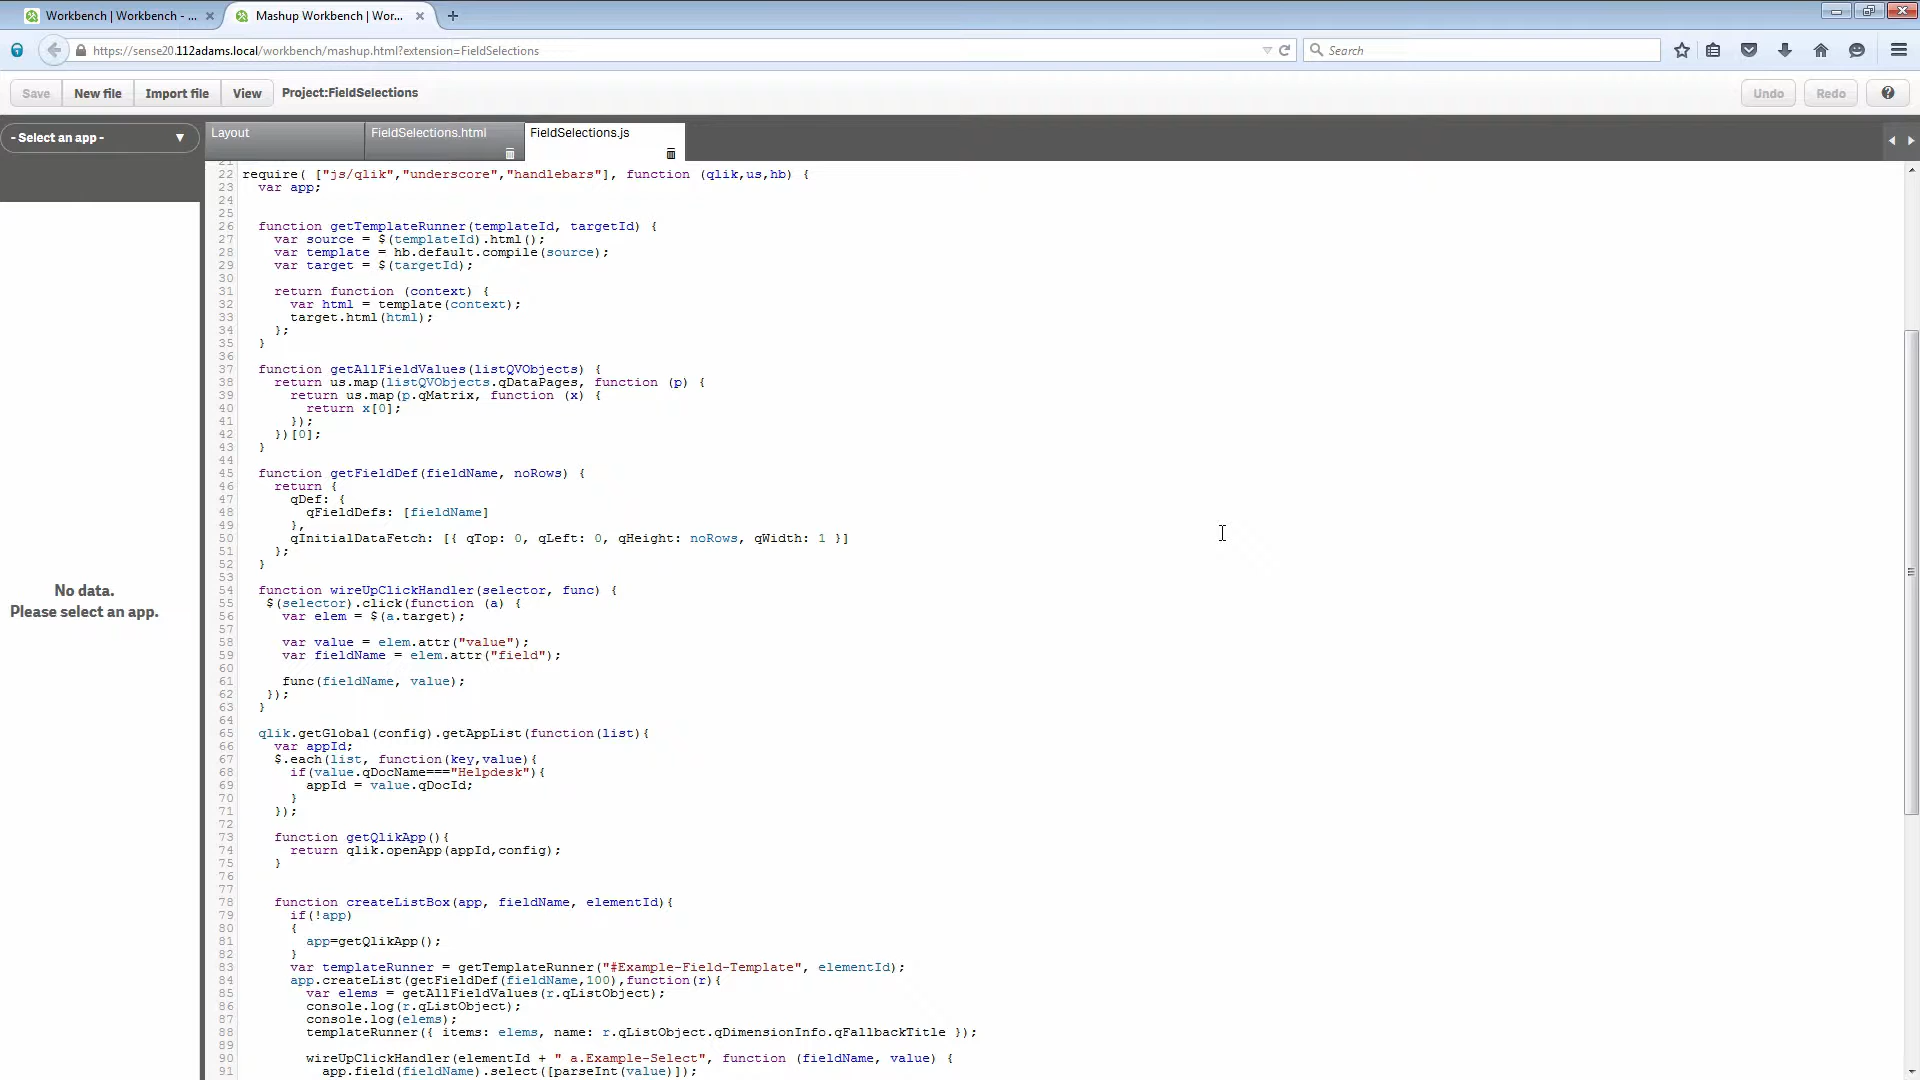 Workbench | Workbench - ...
Mashup Workbench | Wor...
https://sense20.112adams.local/workbench/mashup.html?extension=FieldSelections
Search
Save
New file
Import file
View
Project:FieldSelections
Undo
Redo
- Select an app -
Layout
FieldSelections.html
FieldSelections.js
No data.
Please select an app.
21
22 require( ["js/qlik","underscore","handlebars"], function (qlik,us,hb) {
23 var app;
24
25
26 function getTemplateRunner(templateId, targetId) {
27 var source = $(templateId).html();
28 var template = hb.default.compile(source);
29 var target = $(targetId);
30
31 return function (context) {
32 var html = template(context);
33 target.html(html);
34 };
35 }
36
37 function getAllFieldValues(listQVObjects) {
38 return us.map(listQVObjects.qDataPages, function (p) {
39 return us.map(p.qMatrix, function (x) {
40 return x[0];
41 });
42 })[0];
43 }
44
45 function getFieldDef(fieldName, noRows) {
46 return {
47 qDef: {
48 qFieldDefs: [fieldName]
49 },
50 qInitialDataFetch: [{ qTop: 0, qLeft: 0, qHeight: noRows, qWidth: 1 }]
51 };
52 }
53
54 function wireUpClickHandler(selector, func) {
55 $(selector).click(function (a) {
56 var elem = $(a.target);
57
58 var value = elem.attr("value");
59 var fieldName = elem.attr("field");
60
61 func(fieldName, value);
62 });
63 }
64
65 qlik.getGlobal(config).getAppList(function(list){
66 var appId;
67 $.each(list, function(key,value){
68 if(value.qDocName==="Helpdesk"){
69 appId = value.qDocId;
70 }
71 });
72
73 function getQlikApp(){
74 return qlik.openApp(appId,config);
75 }
76
77
78 function createListBox(app, fieldName, elementId){
79 if(!app)
80 {
81 app=getQlikApp();
82 }
83 var templateRunner = getTemplateRunner("#Example-Field-Template", elementId);
84 app.createList(getFieldDef(fieldName,100),function(r){
85 var elems = getAllFieldValues(r.qListObject);
86 console.log(r.qListObject);
87 console.log(elems);
88 templateRunner({ items: elems, name: r.qListObject.qDimensionInfo.qFallbackTitle });
89
90 wireUpClickHandler(elementId + " a.Example-Select", function (fieldName, value) {
91 app.field(fieldName).select([parseInt(value)]);